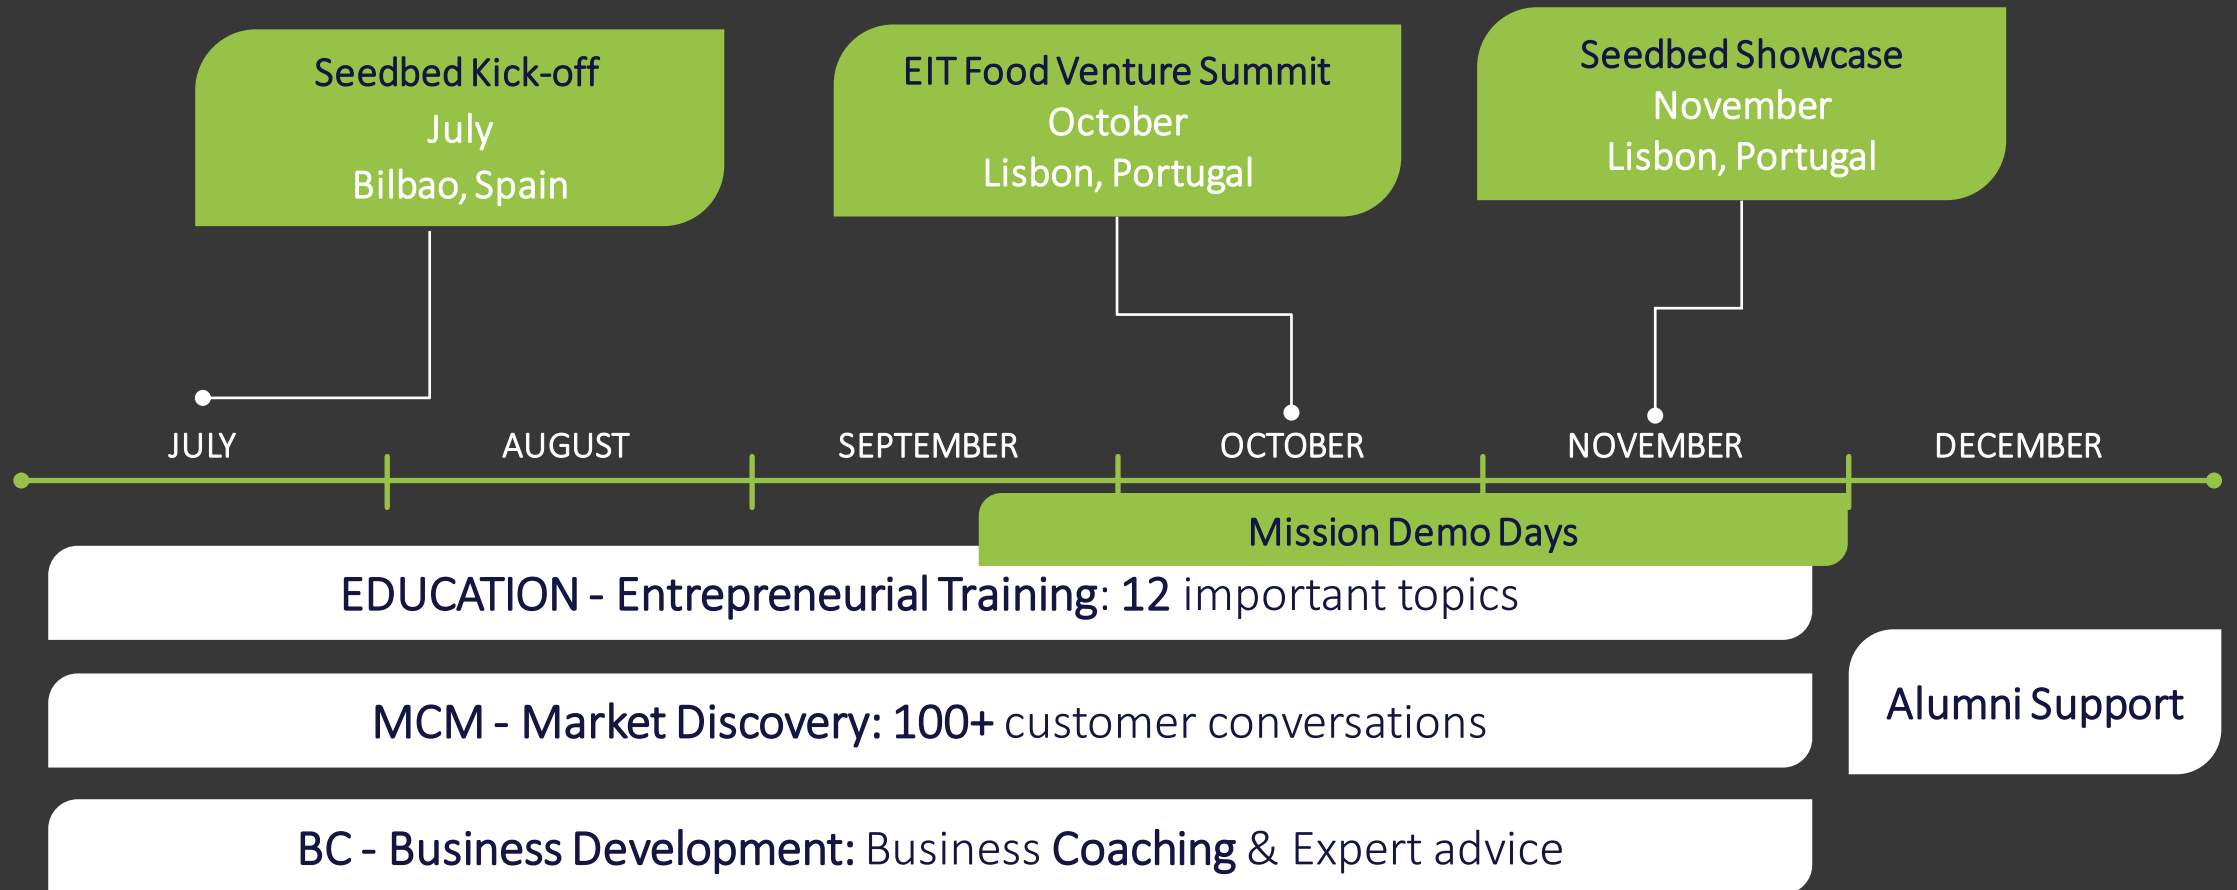 Seedbed Kick-off
July
Bilbao, Spain
EIT Food Venture Summit
October
Lisbon, Portugal
Seedbed Showcase
November
Lisbon, Portugal
JULY
AUGUST
SEPTEMBER
OCTOBER
NOVEMBER
DECEMBER
Mission Demo Days
EDUCATION - Entrepreneurial Training: 12 important topics
MCM - Market Discovery: 100+ customer conversations
Alumni Support
BC - Business Development: Business Coaching & Expert advice